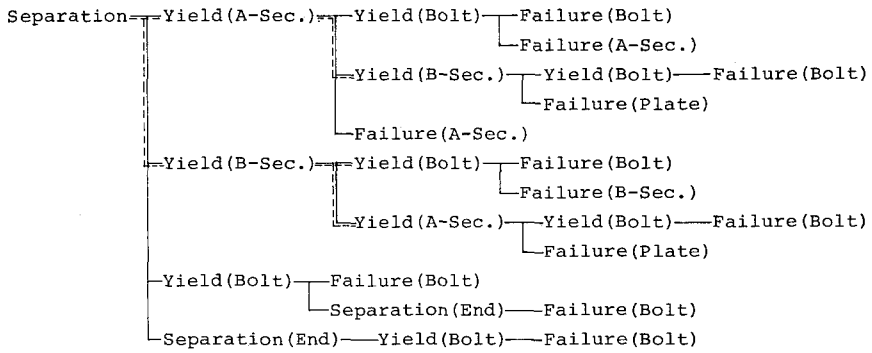 Separation Yield(A-Sec.) Yield(Bolt) Failure(Bolt)
Failure(A-Sec.)
Yield(B-Sec.) Yield(Bolt) Failure(Bolt)
Failure(Plate)
Failure(A-Sec.)
Yield(B-Sec.) Yield(Bolt) Failure(Bolt)
Failure(B-Sec.)
Yield(A-Sec.) Yield(Bolt) Failure(Bolt)
Failure(Plate)
Yield(Bolt) Failure(Bolt)
Separation(End) Failure(Bolt)
Separation(End) Yield(Bolt) Failure(Bolt)